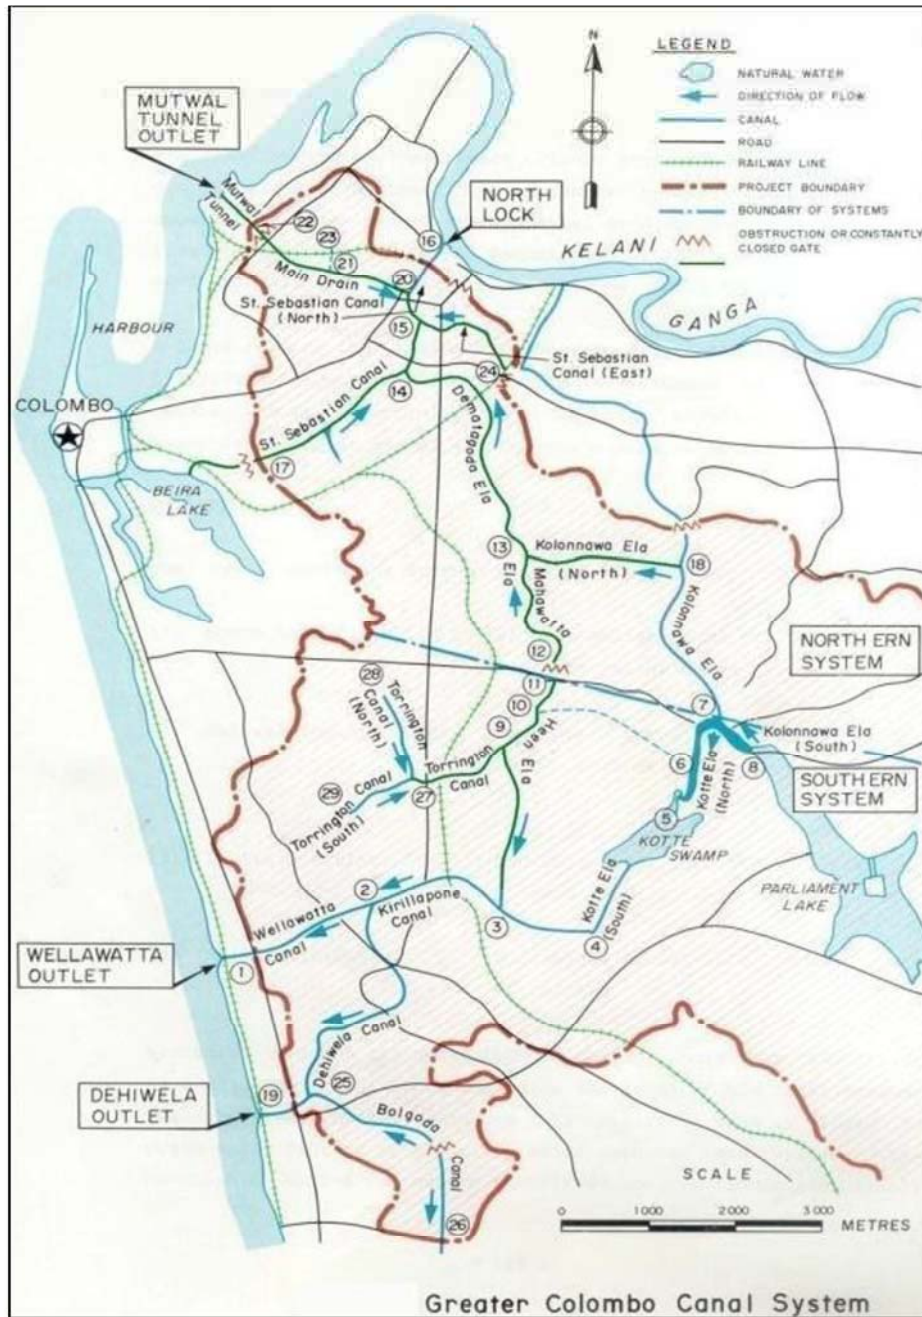 N
LEGEND
NATURAL WATER
DIRECTION OF FLOW
CANAL
ROAD
RAILWAY LINE
PROJECT BOUNDARY
BOUNDARY OF SYSTEMS
OBSTRUCTION OR CONSTANTLY
CLOSED GATE
MUTWAL
TUNNEL
OUTLET
Mutwal
Tunnel
NORTH
LOCK
KELANI
GANGA
22
23
16
21
20
Main Drain
St. Sebastian Canal
(North)
HARBOUR
15
St. Sebastian
Canal (East)
24
14
COLOMBO
St. Sebastian Canal
17
BEIRA
LAKE
Dematagoda Ela
13
Kolonnawa Ela
(North)
18
Mahawatta
Ela
Kolonnawa Ela
12
NORTHERN
SYSTEM
11
28
10
7
9
Torrington
Canal
(North)
Heen Ela
Kolonnawa Ela
(South)
6
8
Kotte Ela
(North)
SOUTHERN
SYSTEM
Torrington
Canal
29
27
Torrington Canal
(South)
5
KOTTE
SWAMP
PARLIAMENT
LAKE
2
Kirillapone
Canal
Wellawatta
Canal
3
Kotte Ela
(South)
4
WELLAWATTA
OUTLET
1
Dehiwela Canal
25
19
DEHIWELA
OUTLET
Bolgoda
Canal
26
SCALE
0 1000 2000 3000
METRES
Greater Colombo Canal System